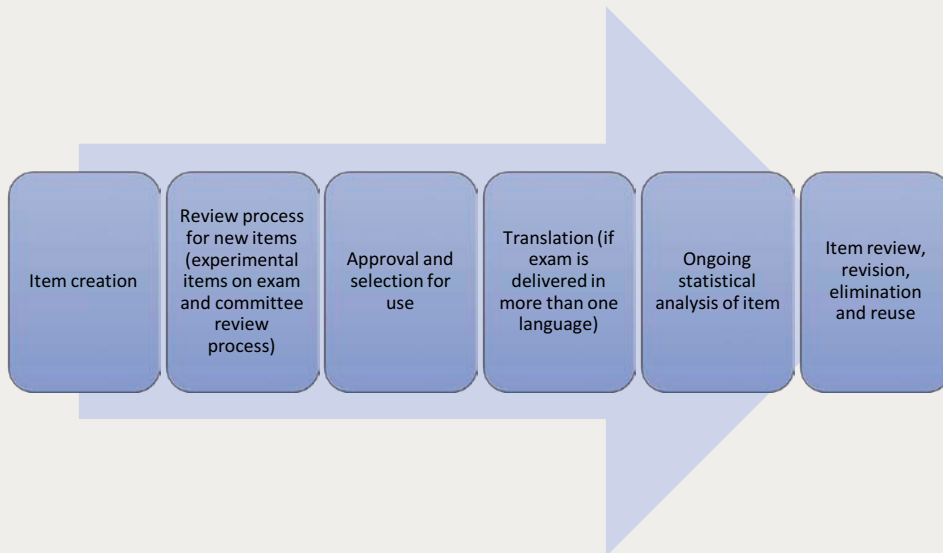 Item creation
Review process
for new items
(experimental
items on exam
and committee
review
process)
Approval and
selection for
use
Translation (if
exam is
delivered in
more than one
language)
Ongoing
statistical
analysis of item
Item review,
revision,
elimination
and reuse